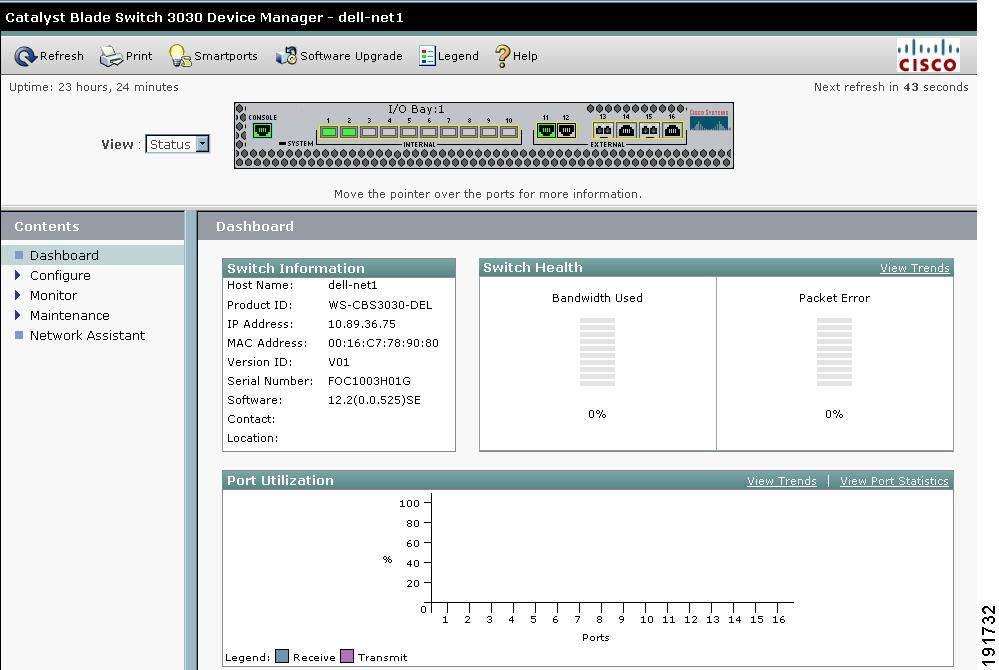 Catalyst Blade Switch 3030 Device Manager - dell-net1
Refresh Print Smartports Software Upgrade Legend Help
CISCO
Uptime: 23 hours, 24 minutes
Next refresh in 43 seconds
View : Status
I/O Bay:1
CONSOLE
SYSTEM
1 2 3 4 5 6 7 8 9 10
INTERNAL
11 12 13 14 15 16
EXTERNAL
CISCO SYSTEMS
Move the pointer over the ports for more information.
Contents
Dashboard
Configure
Monitor
Maintenance
Network Assistant
Dashboard
Switch Information
Host Name: dell-net1
Product ID: WS-CBS3030-DEL
IP Address: 10.89.36.75
MAC Address: 00:16:C7:78:90:80
Version ID: V01
Serial Number: FOC1003H01G
Software: 12.2(0.0.525)SE
Contact:
Location:
Switch Health
View Trends
Bandwidth Used
0%
Packet Error
0%
Port Utilization
View Trends | View Port Statistics
100
80
60
%
40
20
0
1 2 3 4 5 6 7 8 9 10 11 12 13 14 15 16
Ports
Legend: Receive Transmit
191732